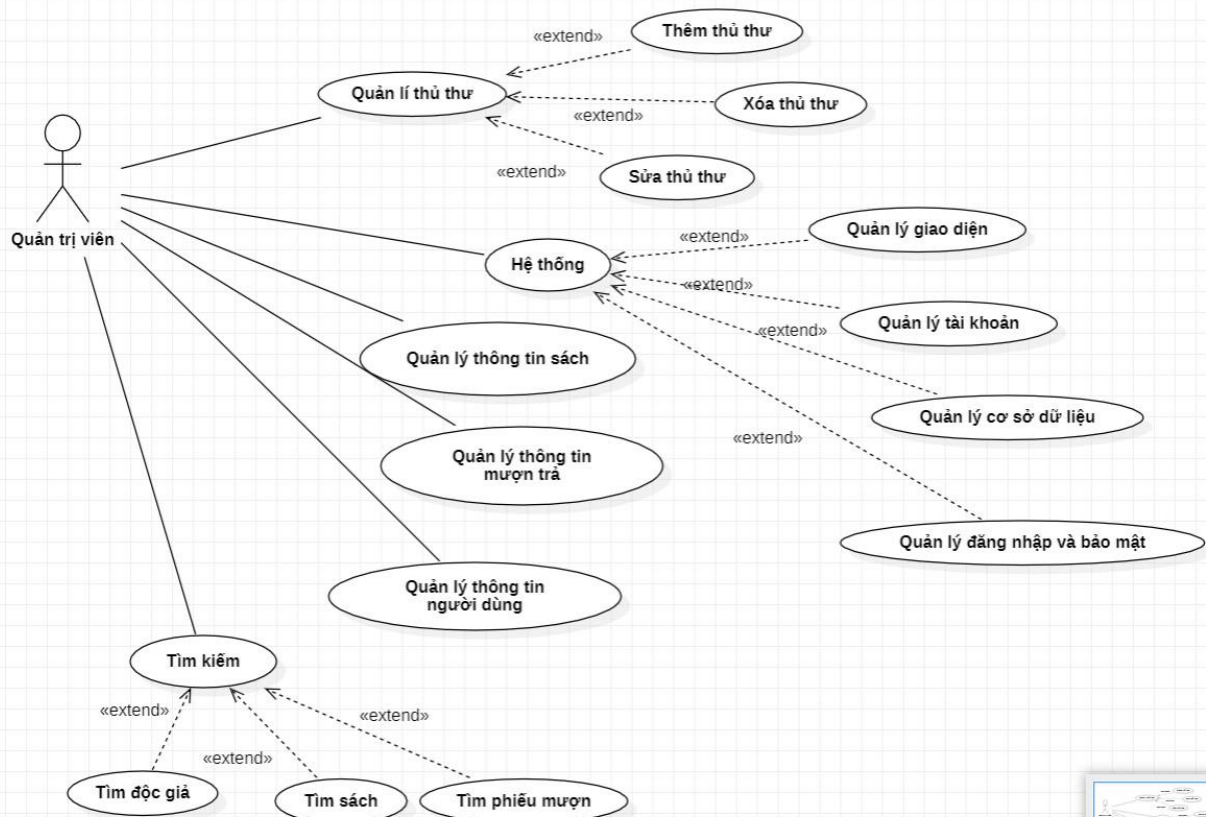 Thêm thủ thư
«extend»
Quản lí thủ thư
Xóa thủ thư
«extend»
«extend»
Sửa thủ thư
Quản trị viên
Quản lý giao diện
«extend»
Hệ thống
«extend»
Quản lý tài khoản
«extend»
Quản lý thông tin sách
Quản lý cơ sở dữ liệu
«extend»
Quản lý thông tin
mượn trả
Quản lý đăng nhập và bảo mật
Quản lý thông tin
người dùng
Tìm kiếm
«extend»
«extend»
«extend»
Tìm độc giả
Tìm sách
Tìm phiếu mượn